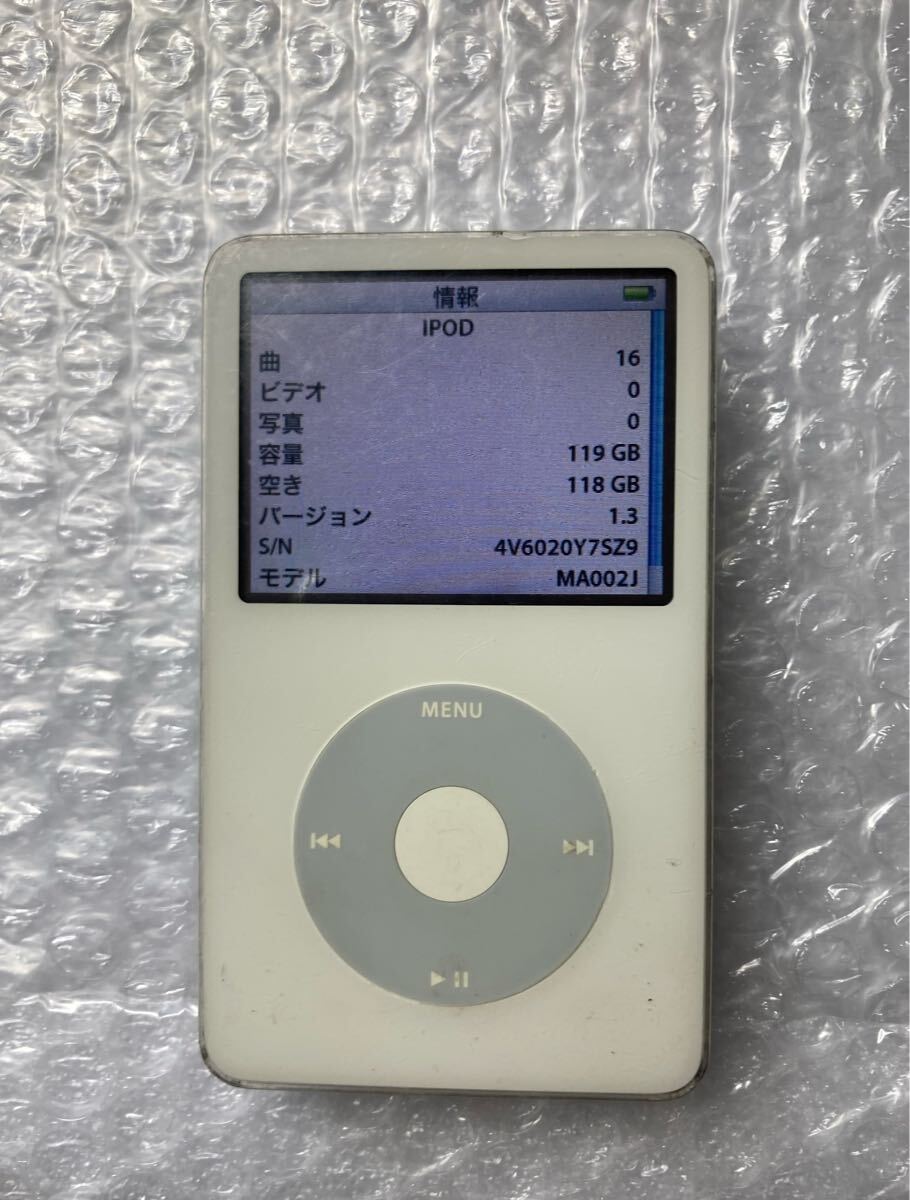 情報
IPOD
曲 16
ビデオ 0
写真 0
容量 119 GB
空き 118 GB
バージョン 1.3
S/N 4V6020Y7SZ9
モデル MA002J
MENU